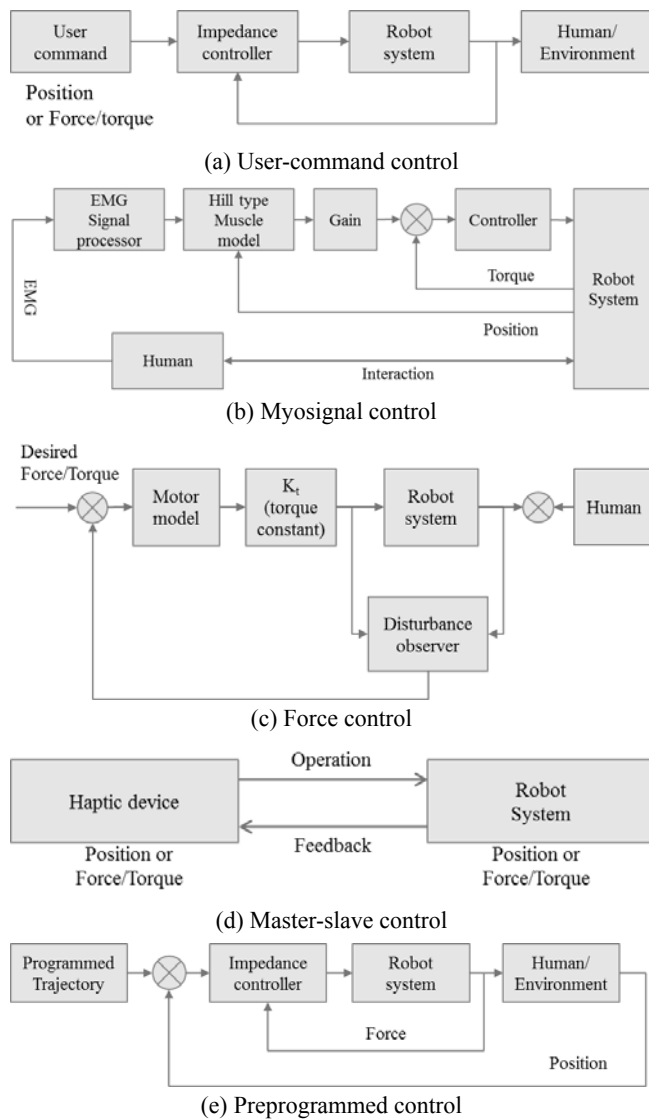 User
command
Impedance
controller
Robot
system
Human/
Environment
Position
or Force/torque
(a) User-command control
EMG
Signal
processor
Hill type
Muscle
model
Gain
Controller
Torque
Position
Robot
System
EMG
Human
Interaction
(b) Myosignal control
Desired
Force/Torque
Motor
model
Kt
(torque
constant)
Robot
system
Human
Disturbance
observer
(c) Force control
Haptic device
Operation
Feedback
Robot
System
Position or
Force/Torque
Position or
Force/Torque
(d) Master-slave control
Programmed
Trajectory
Impedance
controller
Robot
system
Human/
Environment
Force
Position
(e) Preprogrammed control